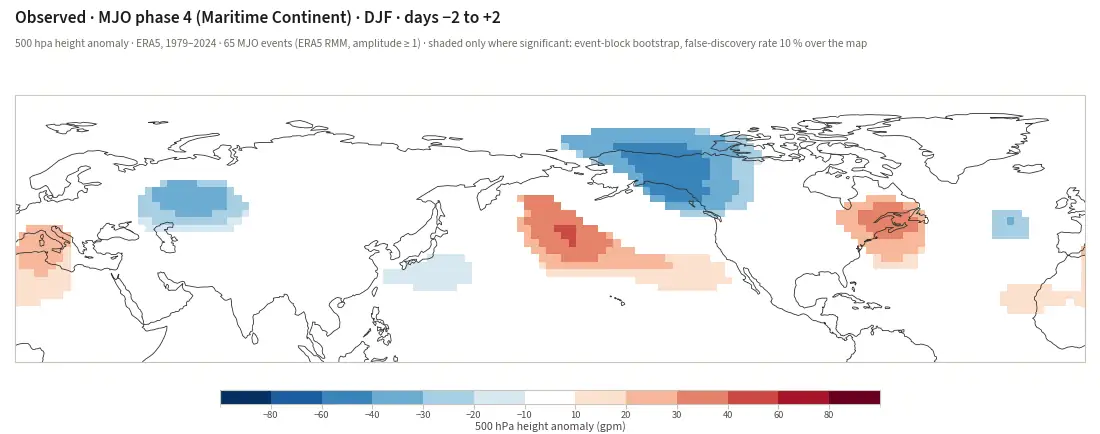 Observed · MJO phase 4 (Maritime Continent) · DJF · days −2 to +2
500 hpa height anomaly · ERA5, 1979–2024 · 65 MJO events (ERA5 RMM, amplitude ≥ 1) · shaded only where significant: event-block bootstrap, false-discovery rate 10 % over the map
−80 −60 −40 −30 −20 −10 10 20 30 40 60 80
500 hPa height anomaly (gpm)